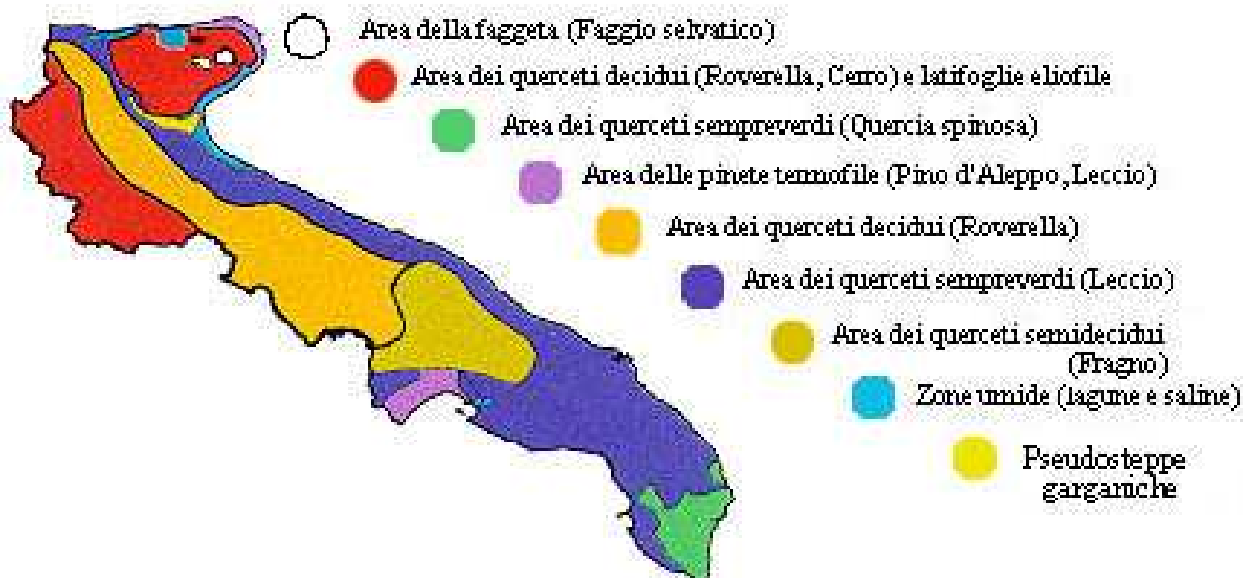 Area della faggeta (Faggio selvatico)
Area dei querceti decidui (Roverella, Cerro) e latifoglie eliofile
Area dei querceti sempreverdi (Quercia spinosa)
Area delle pinete termofile (Pino d'Aleppo, Leccio)
Area dei querceti decidui (Roverella)
Area dei querceti sempreverdi (Leccio)
Area dei querceti semidecidui
(Fragno)
Zone umide (lagune e saline)
Pseudosteppe
garganiche